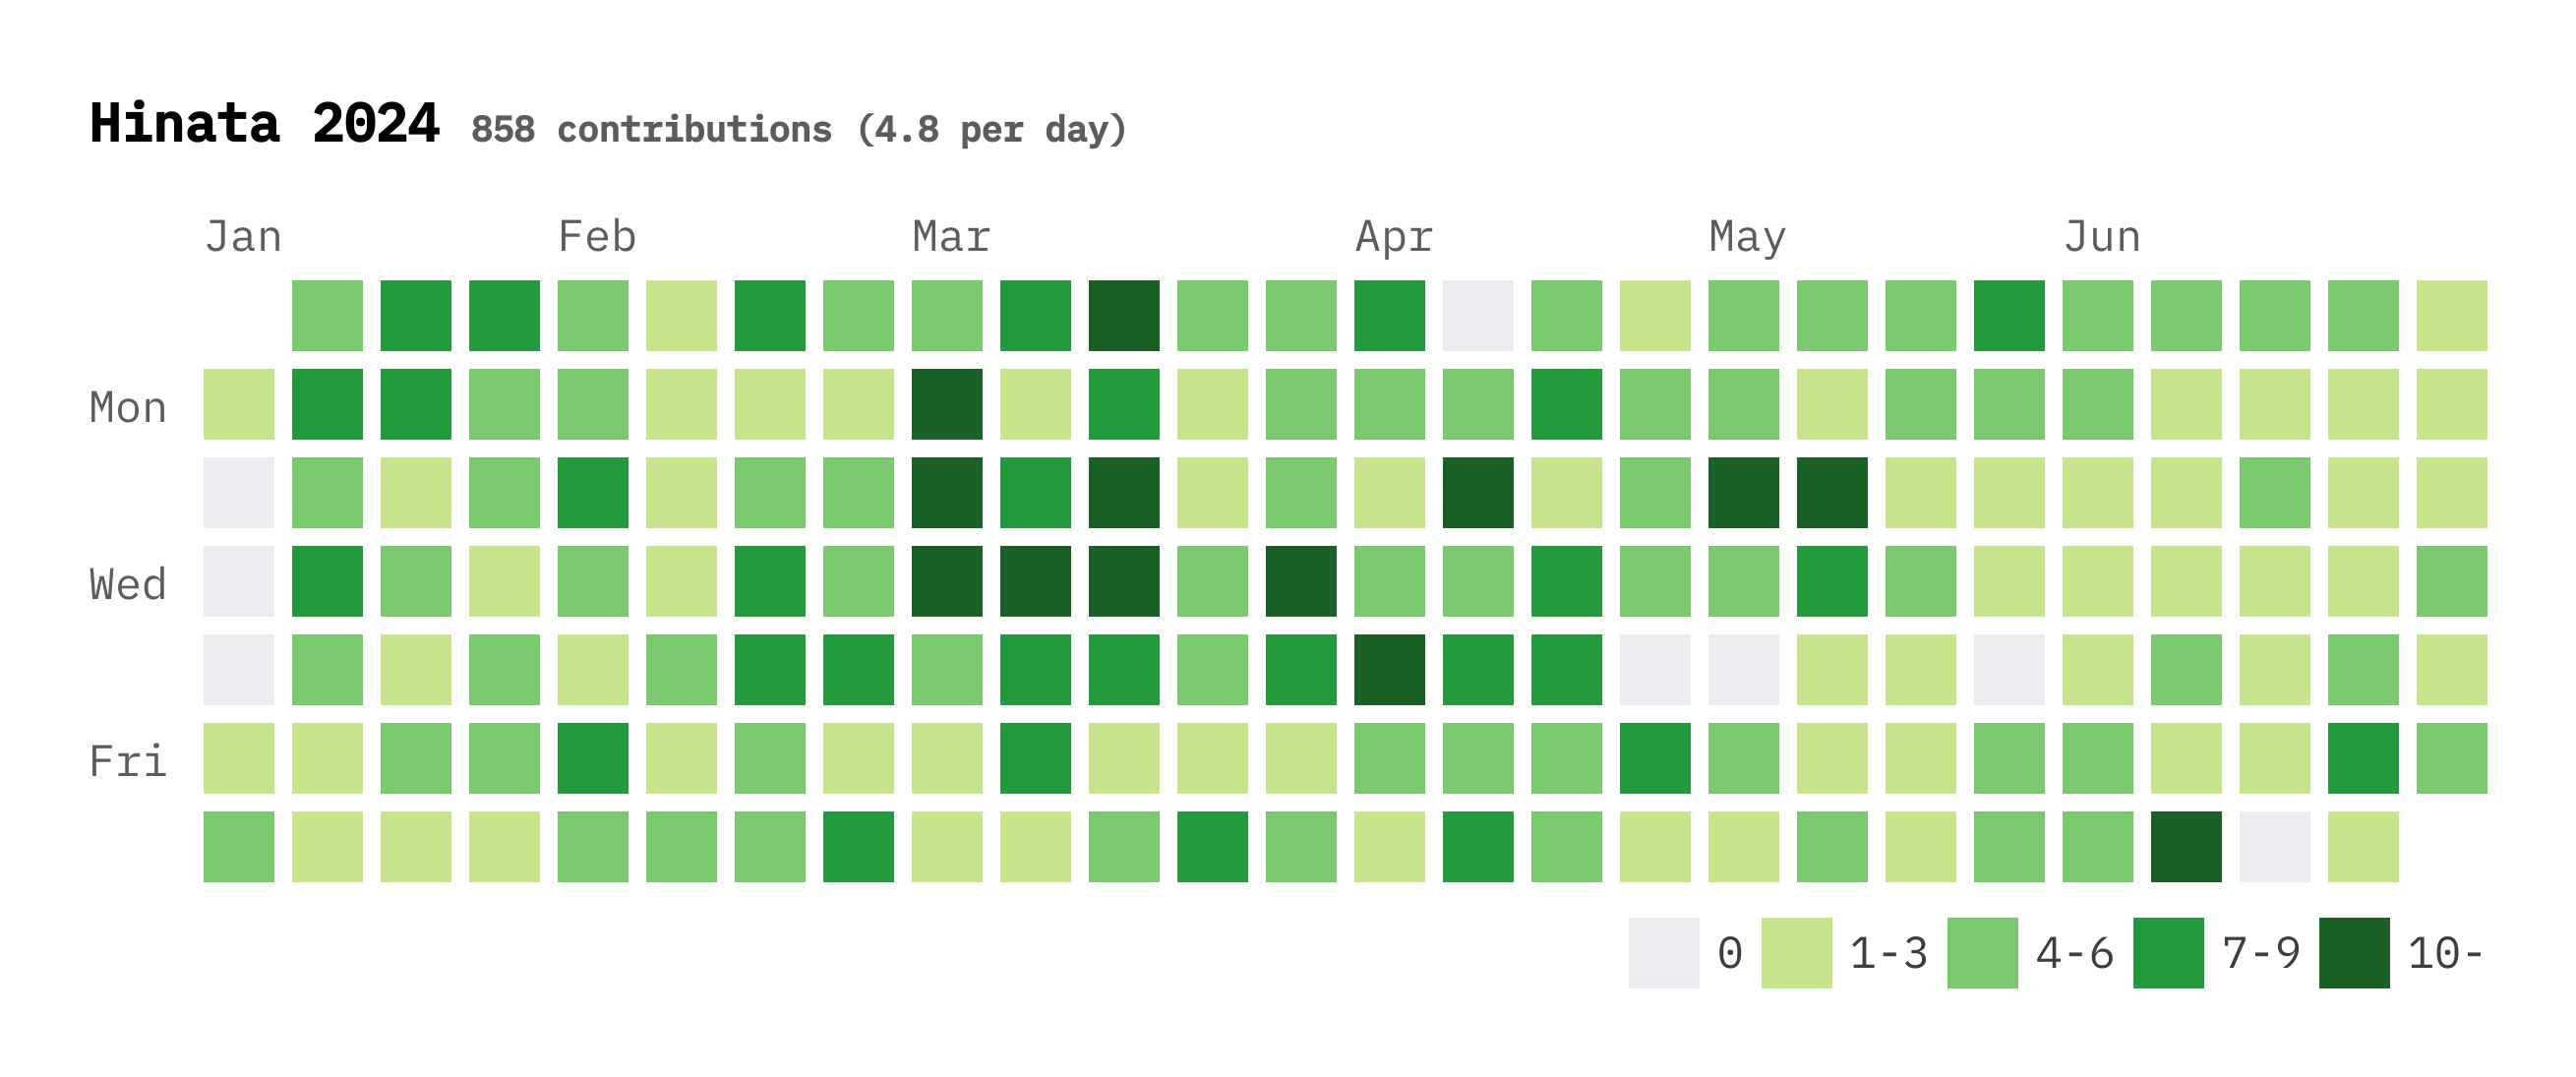 Hinata 2024 858 contributions (4.8 per day)
Jan Feb Mar Apr May Jun
Mon
Wed
Fri
0 1-3 4-6 7-9 10-